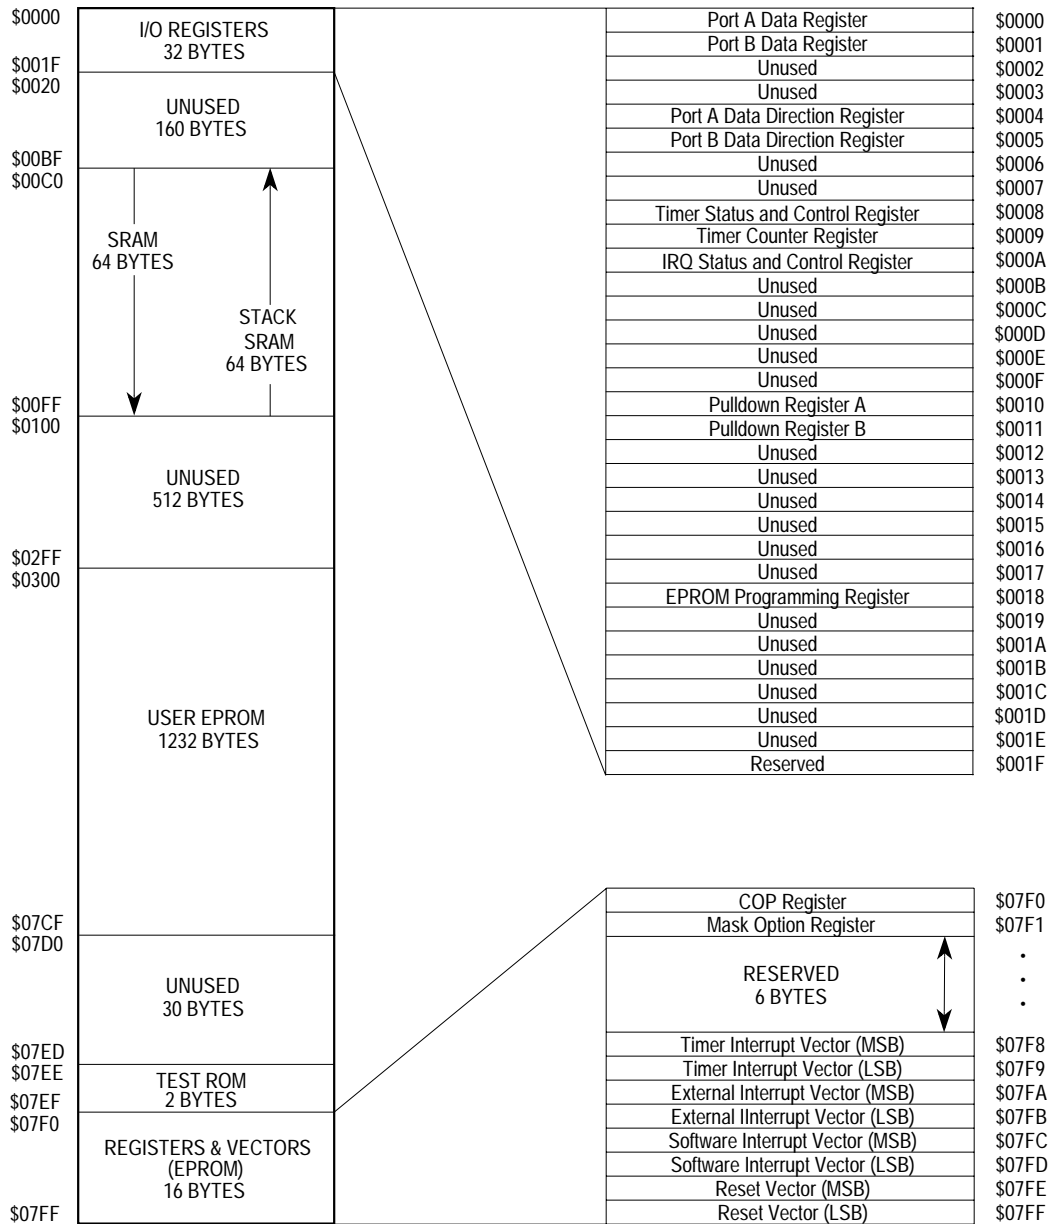 $0000
I/O REGISTERS
32 BYTES
$001F
$0020
UNUSED
160 BYTES
$00BF
$00C0
SRAM
64 BYTES
STACK
SRAM
64 BYTES
$00FF
$0100
UNUSED
512 BYTES
$02FF
$0300
USER EPROM
1232 BYTES
$07CF
$07D0
UNUSED
30 BYTES
$07ED
$07EE
TEST ROM
2 BYTES
$07EF
$07F0
REGISTERS & VECTORS
(EPROM)
16 BYTES
$07FF
Port A Data Register $0000
Port B Data Register $0001
Unused $0002
Unused $0003
Port A Data Direction Register $0004
Port B Data Direction Register $0005
Unused $0006
Unused $0007
Timer Status and Control Register $0008
Timer Counter Register $0009
IRQ Status and Control Register $000A
Unused $000B
Unused $000C
Unused $000D
Unused $000E
Unused $000F
Pulldown Register A $0010
Pulldown Register B $0011
Unused $0012
Unused $0013
Unused $0014
Unused $0015
Unused $0016
Unused $0017
EPROM Programming Register $0018
Unused $0019
Unused $001A
Unused $001B
Unused $001C
Unused $001D
Unused $001E
Reserved $001F
COP Register $07F0
Mask Option Register $07F1
RESERVED
6 BYTES
.
.
.
Timer Interrupt Vector (MSB) $07F8
Timer Interrupt Vector (LSB) $07F9
External Interrupt Vector (MSB) $07FA
External IInterrupt Vector (LSB) $07FB
Software Interrupt Vector (MSB) $07FC
Software Interrupt Vector (LSB) $07FD
Reset Vector (MSB) $07FE
Reset Vector (LSB) $07FF